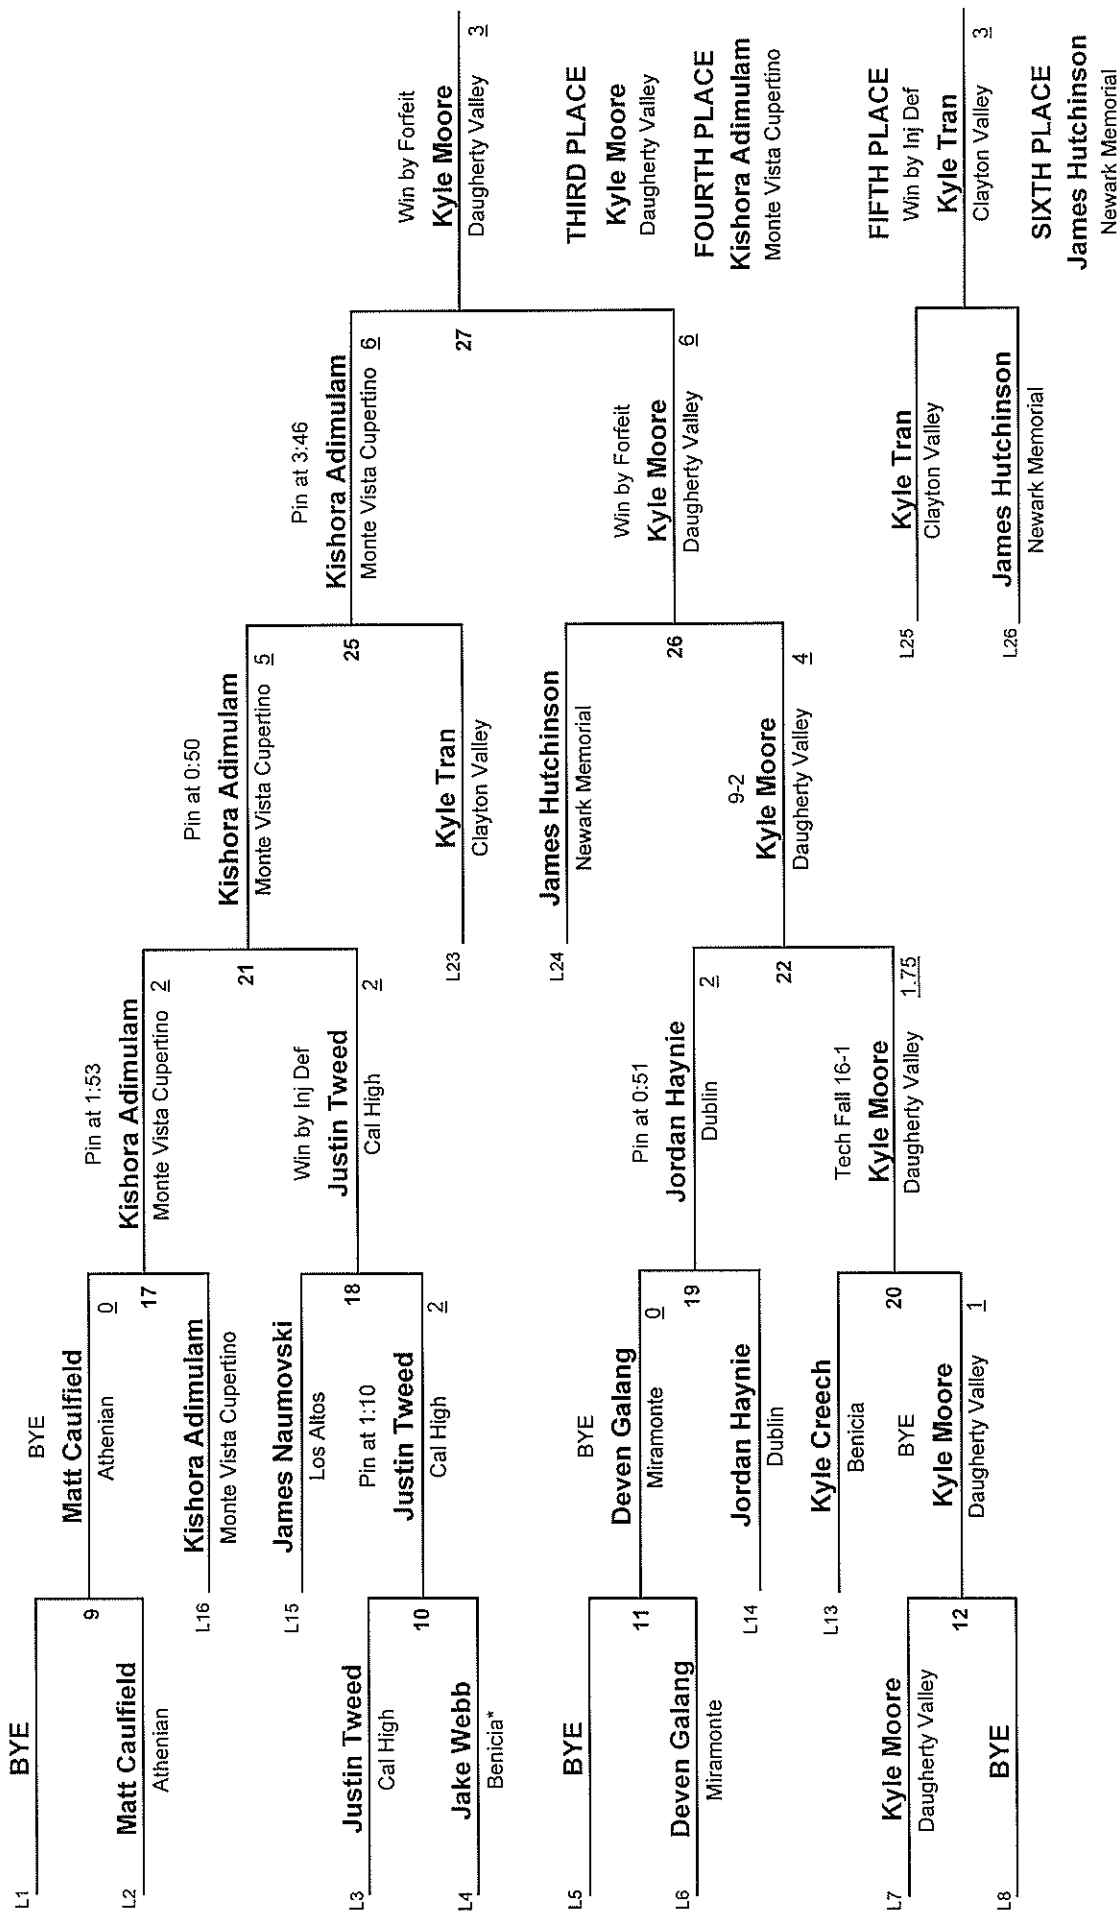 L1
BYE
9
L2
Matt Caulfield
Athenian
L3
Justin Tweed
Cal High
10
L4
Jake Webb
Benicia*
L5
BYE
11
L6
Deven Galang
Miramonte
L7
Kyle Moore
Daugherty Valley
12
L8
BYE
BYE
Matt Caulfield
Athenian 0
17
L16
Kishora Adimulam
Monte Vista Cupertino
L15
James Naumovski
Los Altos
18
Pin at 1:10
Justin Tweed
Cal High 2
BYE
Deven Galang
Miramonte 0
19
L14
Jordan Haynie
Dublin
L13
Kyle Creech
Benicia
20
BYE
Kyle Moore
Daugherty Valley 1
Pin at 1:53
Kishora Adimulam
Monte Vista Cupertino 2
21
Win by Inj Def
Justin Tweed
Cal High 2
Pin at 0:51
Jordan Haynie
Dublin 2
22
Tech Fall 16-1
Kyle Moore
Daugherty Valley 1.75
Pin at 0:50
Kishora Adimulam
Monte Vista Cupertino 5
25
L23
Kyle Tran
Clayton Valley
L24
James Hutchinson
Newark Memorial
26
9-2
Kyle Moore
Daugherty Valley 4
Pin at 3:46
Kishora Adimulam
Monte Vista Cupertino 6
27
Win by Forfeit
Kyle Moore
Daugherty Valley 6
L25
Kyle Tran
Clayton Valley
L26
James Hutchinson
Newark Memorial
Win by Forfeit
Kyle Moore
Daugherty Valley 3
THIRD PLACE
Kyle Moore
Daugherty Valley
FOURTH PLACE
Kishora Adimulam
Monte Vista Cupertino
FIFTH PLACE
Win by Inj Def
Kyle Tran
Clayton Valley 3
SIXTH PLACE
James Hutchinson
Newark Memorial